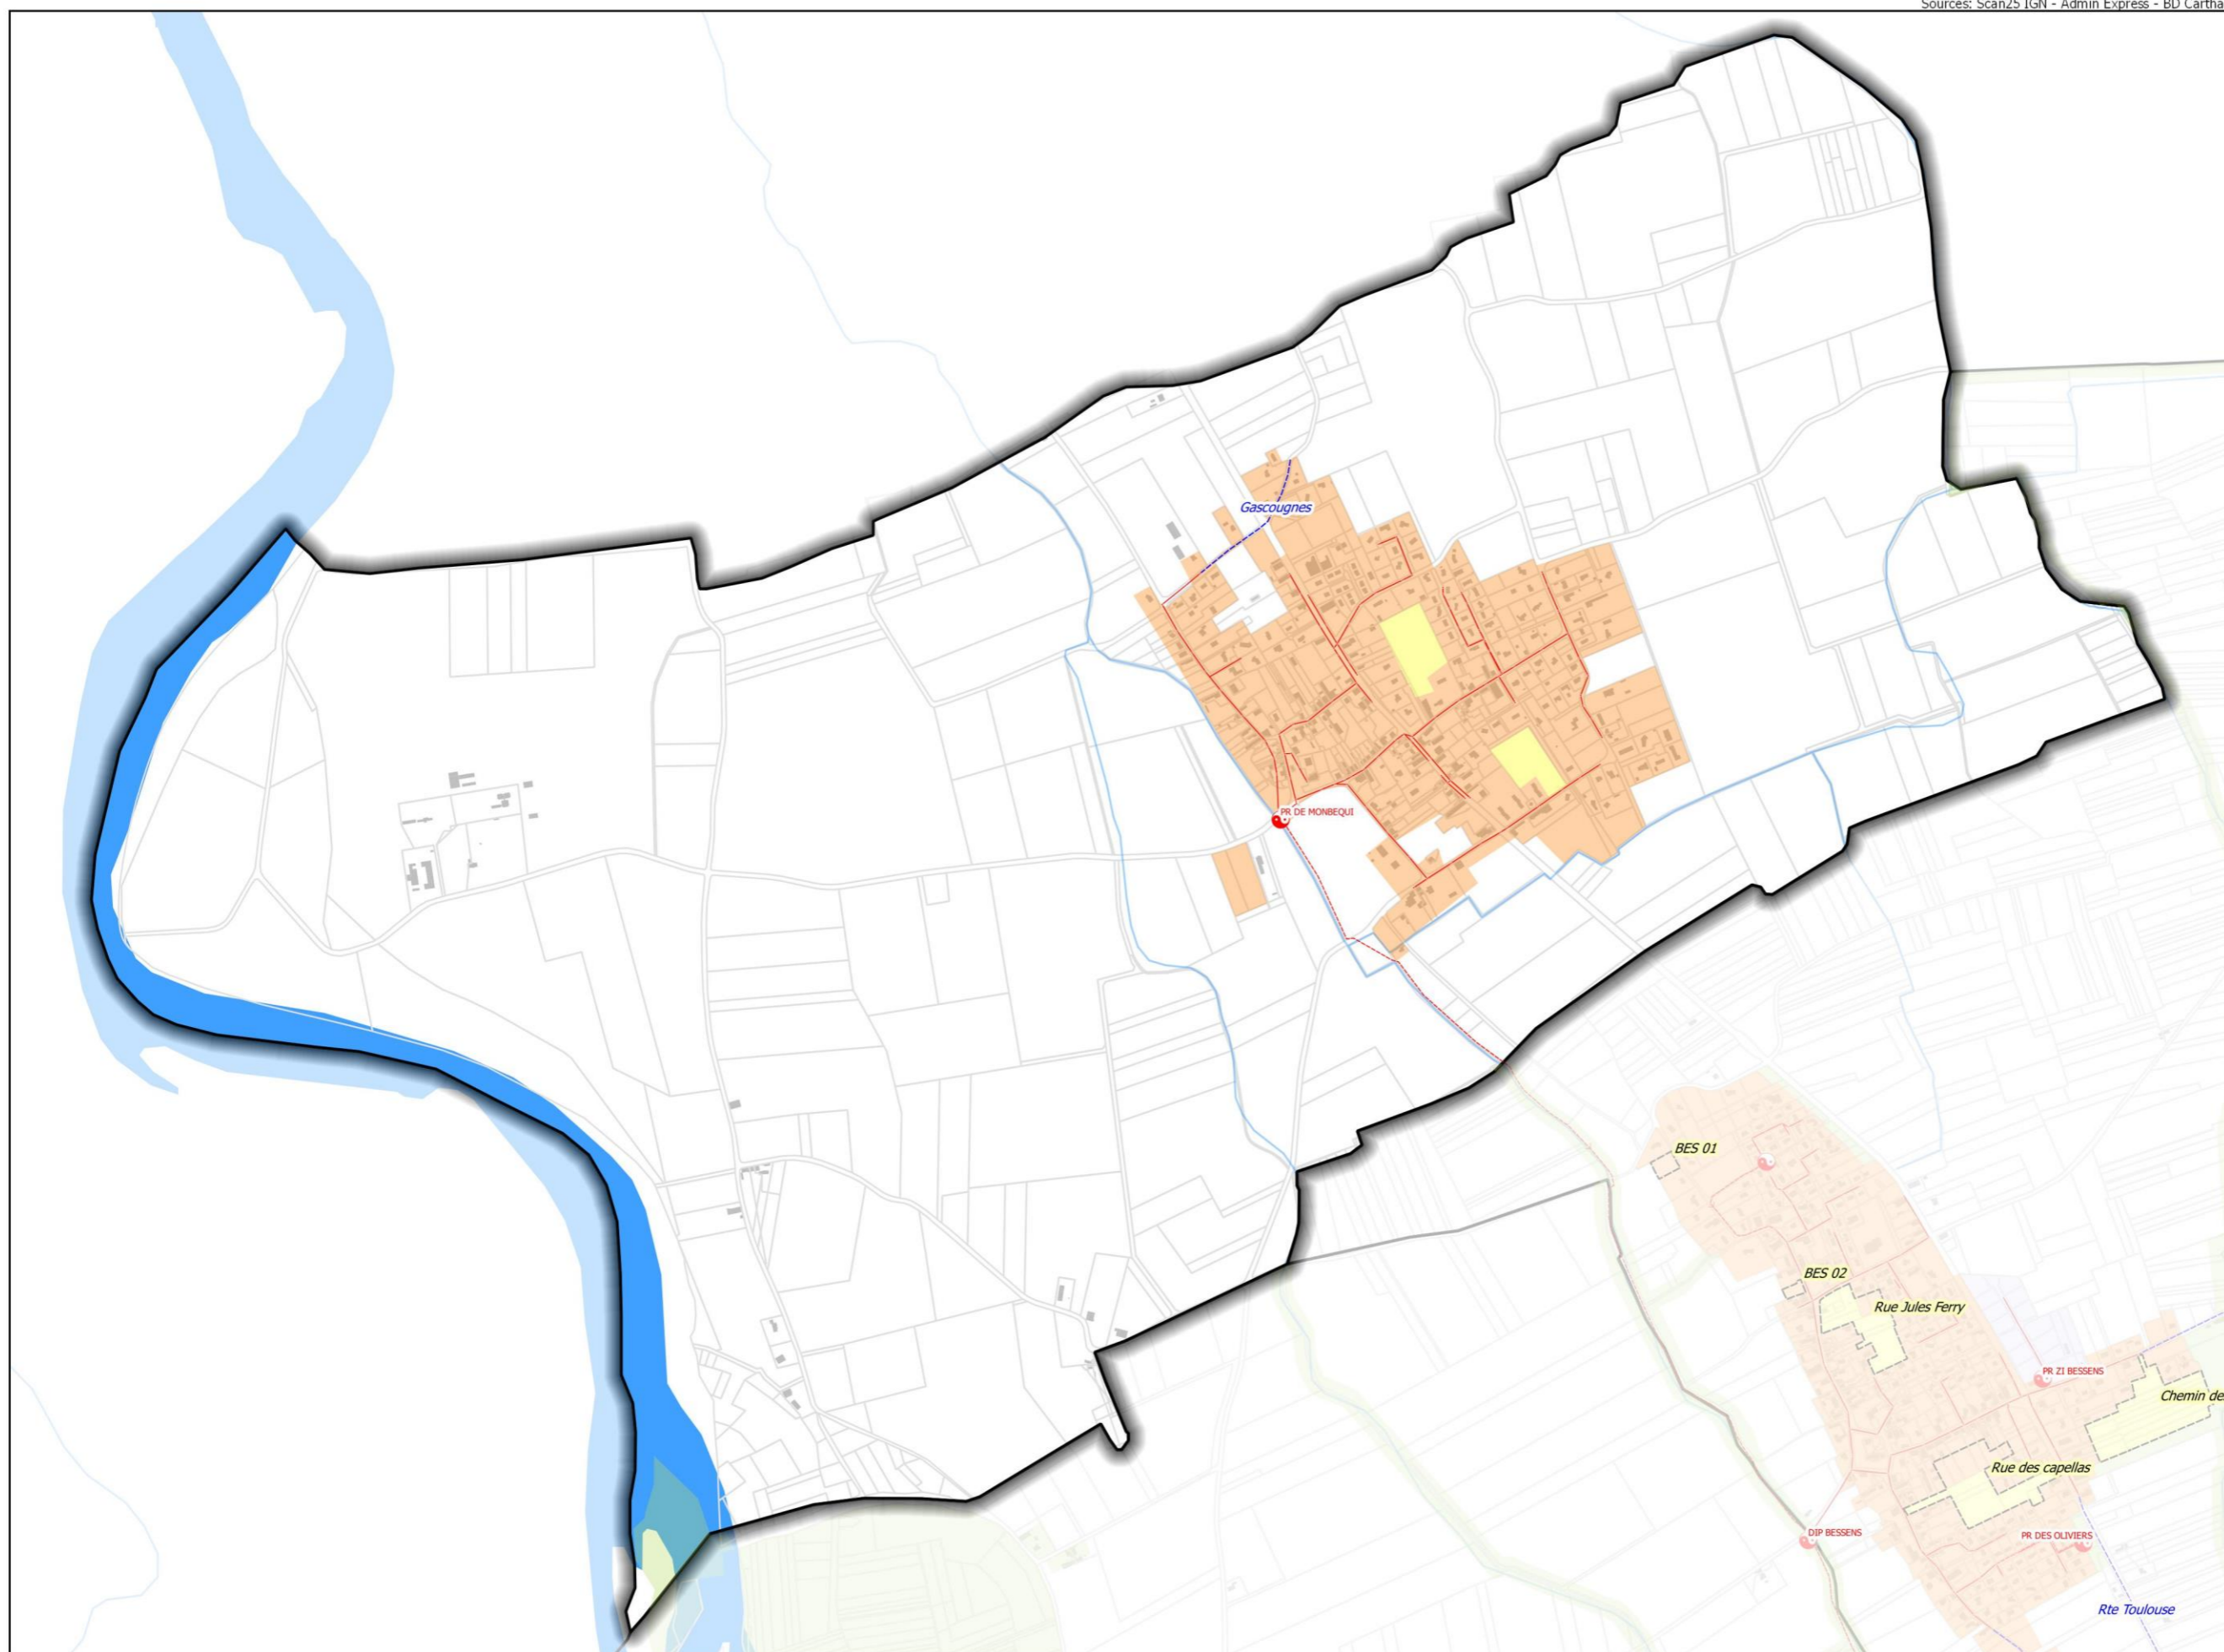 Sources: Scan25 IGN - Admin Express - BD Cartha
Gascougnes
PR DE MONBEQUI
BES 01
BES 02
Rue Jules Ferry
PR ZI BESSENS
Chemin de
Rue des capellas
DIP BESSENS
PR DES OLIVIERS
Rte Toulouse